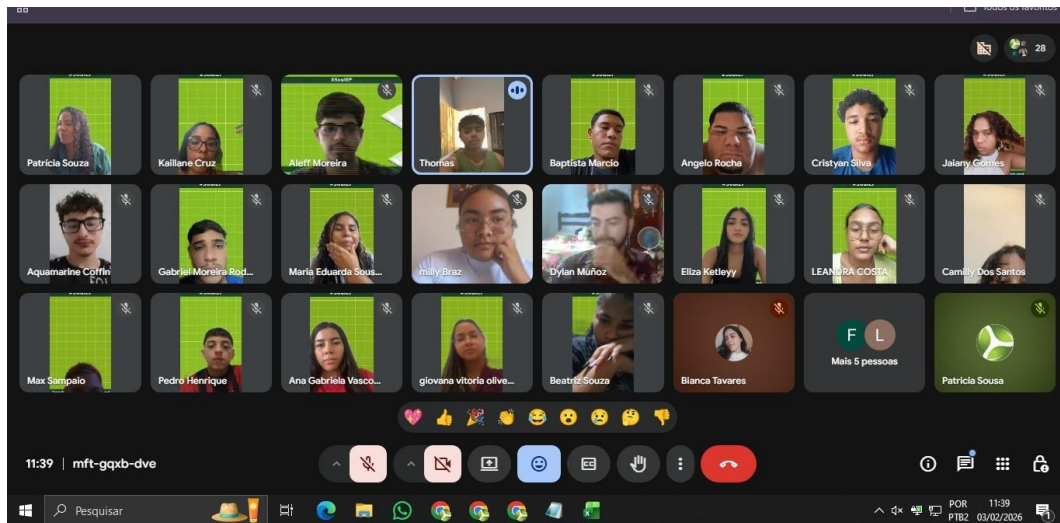 Todos os favoritos
28
Patrícia Souza
Kaillane Cruz
Aleff Moreira
Thomas
Baptista Marcio
Angelo Rocha
Cristyan Silva
Jaiany Gomes
Aquamarine Coffin
Gabriel Moreira Rod...
Maria Eduarda Sous...
milly Braz
Dylan Muñoz
Eliza Ketleyy
LEANDRA COSTA
Camilly Dos Santos
Max Sampaio
Pedro Henrique
Ana Gabriela Vasco...
giovana vitoria olive...
Beatriz Souza
Bianca Tavares
F L
Mais 5 pessoas
Patricia Sousa
11:39 | mft-gqxb-dve
CC
Pesquisar
POR
PTB2
11:39
03/02/2026